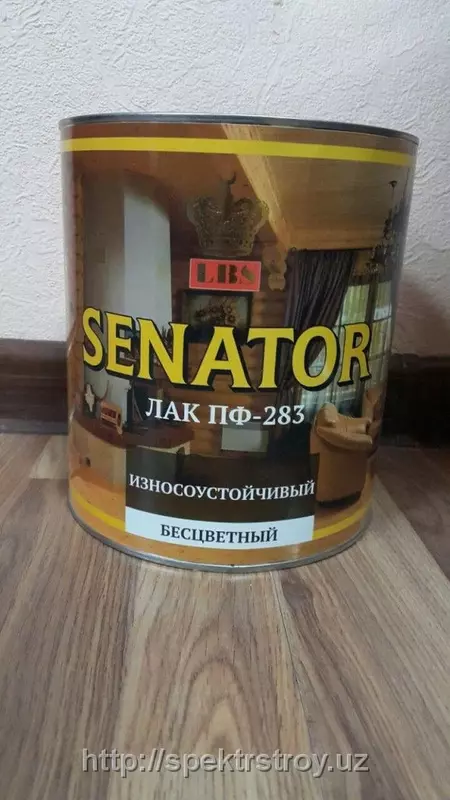 LBS
SENATOR
ЛАК ПФ-283
ИЗНОСОУСТОЙЧИВЫЙ
БЕСЦВЕТНЫЙ
http://spektrstroy.uz